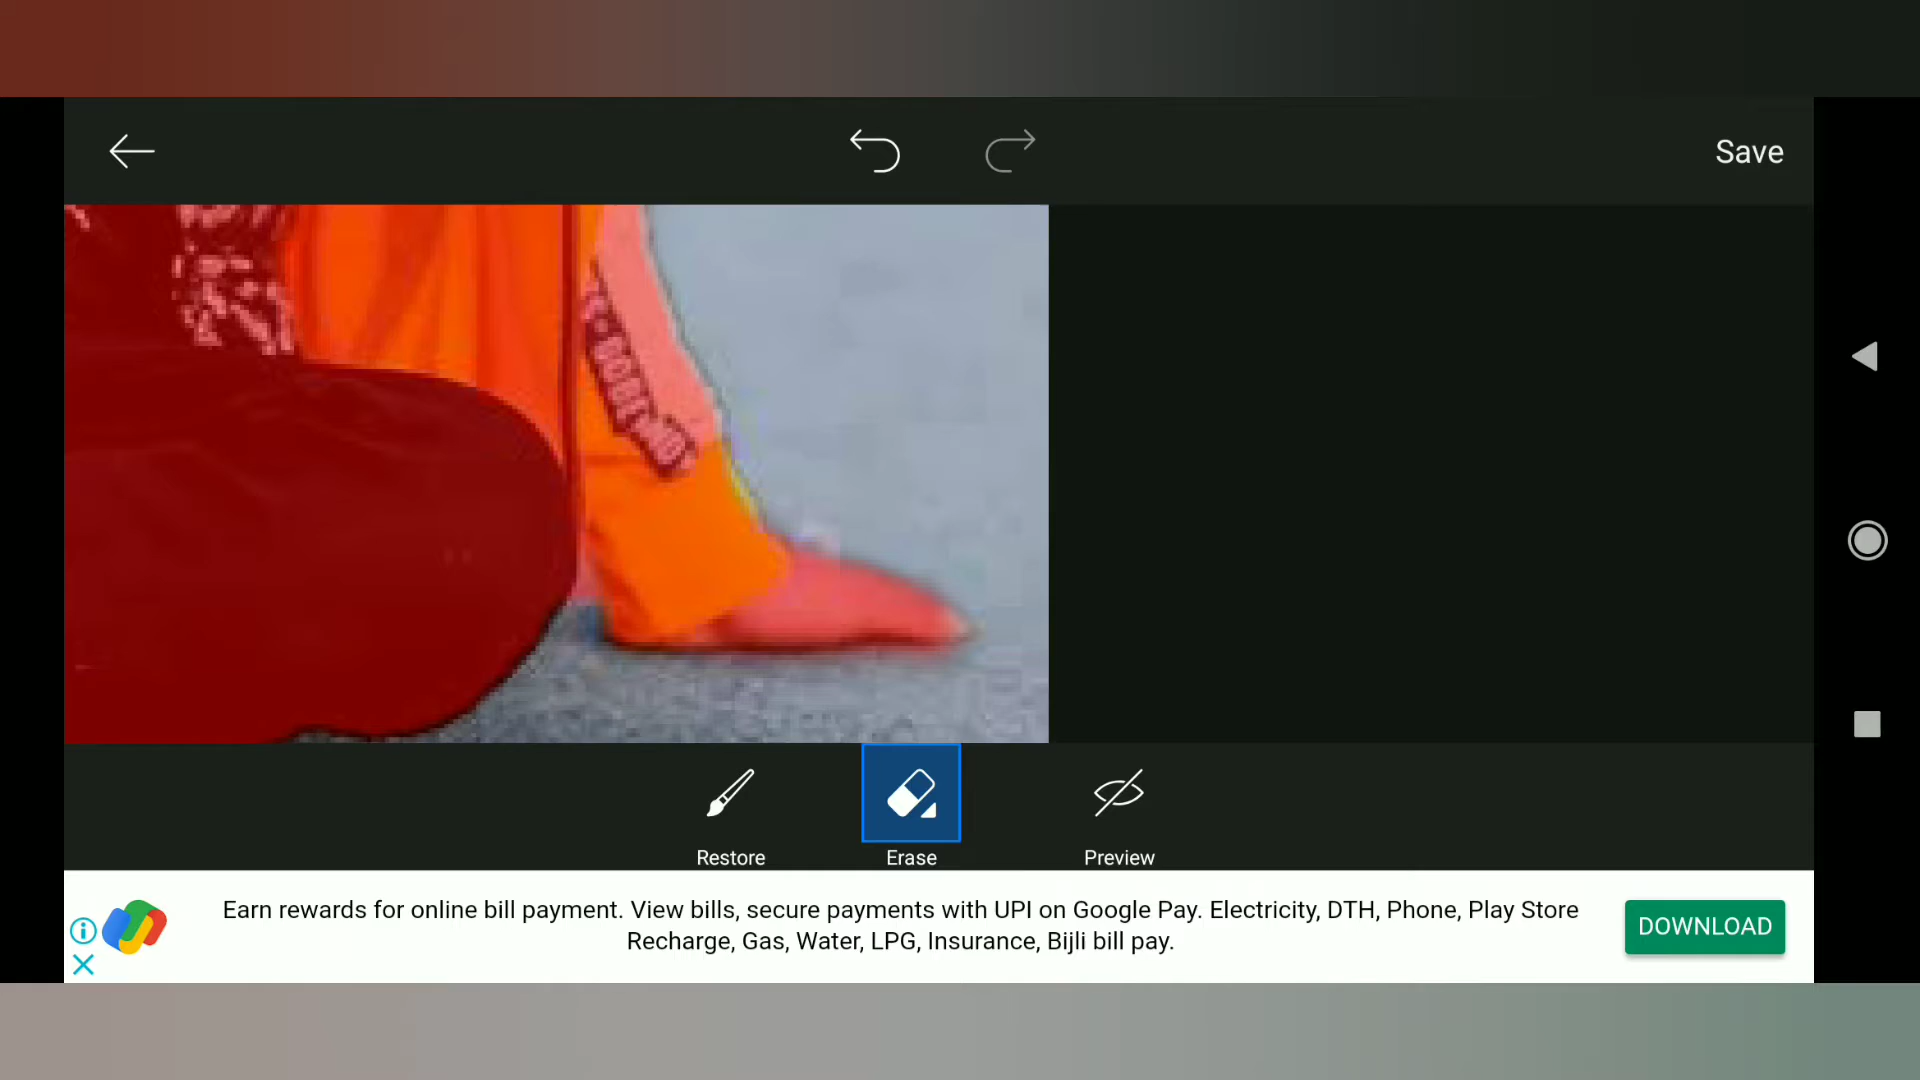 Save
Restore
Erase
Preview
Earn rewards for online bill payment. View bills, secure payments with UPI on Google Pay. Electricity, DTH, Phone, Play Store
Recharge, Gas, Water, LPG, Insurance, Bijli bill pay.
DOWNLOAD